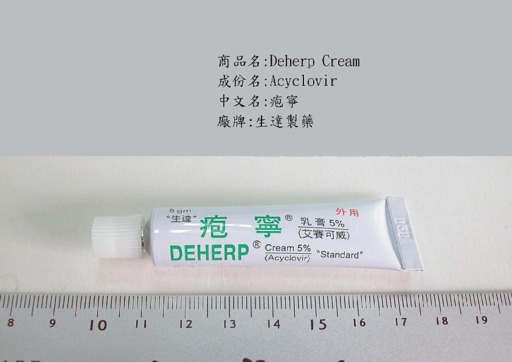 商品名:Deherp Cream
成份名:Acyclovir
中文名:疱寧
廠牌:生達製藥
5 gm
"生達" 疱寧® 乳膏 5% 外用
(艾賽可威)
DEHERP® Cream 5% "Standard"
(Acyclovir)
8 9 10 11 12 13 14 15 16 17 18 19